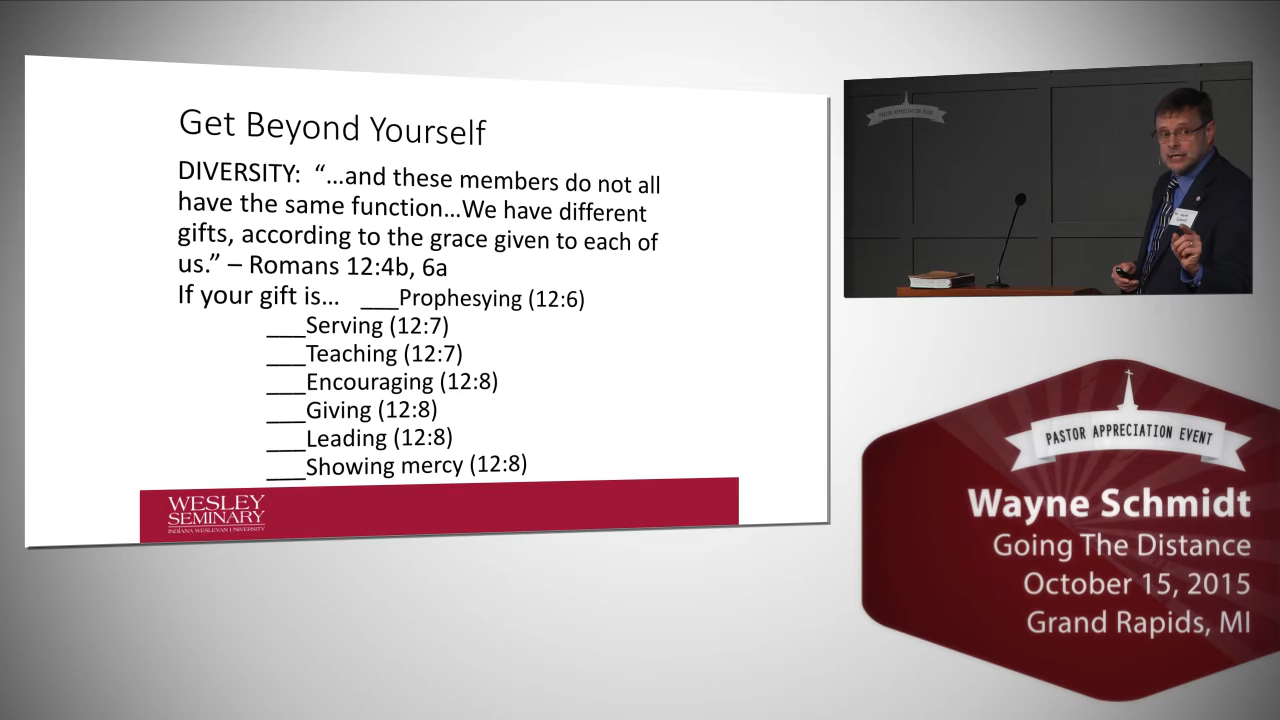 Get Beyond Yourself
DIVERSITY: “...and these members do not all
have the same function...We have different
gifts, according to the grace given to each of
us.” – Romans 12:4b, 6a
If your gift is... ___Prophesying (12:6)
___Serving (12:7)
___Teaching (12:7)
___Encouraging (12:8)
___Giving (12:8)
___Leading (12:8)
___Showing mercy (12:8)
WESLEY
SEMINARY
INDIANA WESLEYAN UNIVERSITY
PASTOR APPRECIATION EVENT
PASTOR APPRECIATION EVENT
Wayne Schmidt
Going The Distance
October 15, 2015
Grand Rapids, MI